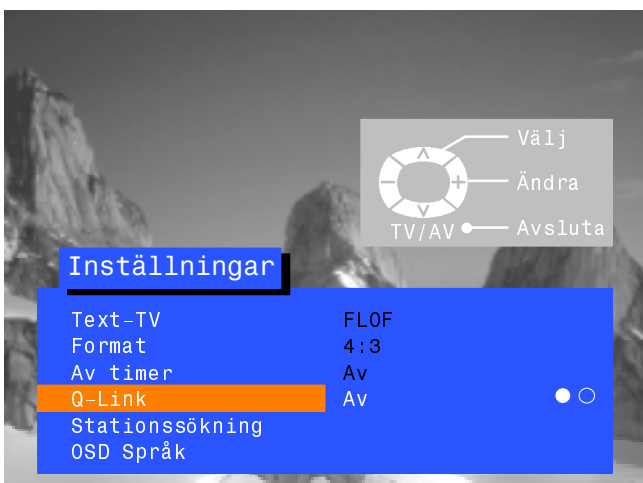 Välj
Ändra
TV/AV Avsluta
Inställningar
Text-TV FLOF
Format 4:3
Av timer Av
Q-Link Av
Stationssökning
OSD Språk